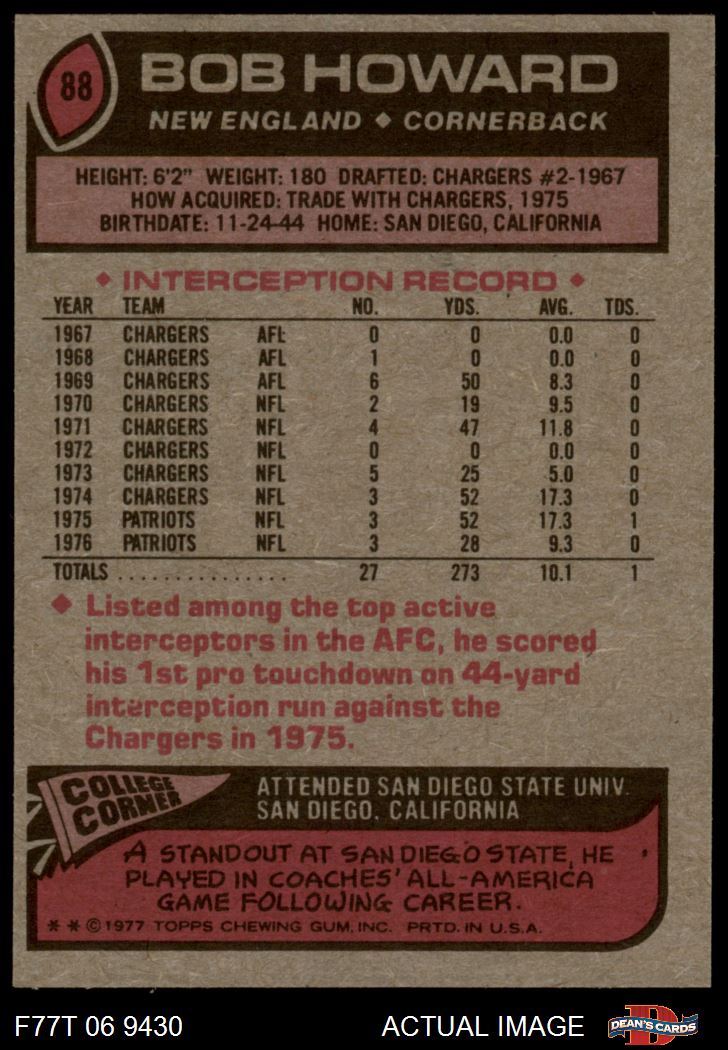 88
BOB HOWARD
NEW ENGLAND ♦ CORNERBACK
HEIGHT: 6'2" WEIGHT: 180 DRAFTED: CHARGERS #2-1967
HOW ACQUIRED: TRADE WITH CHARGERS, 1975
BIRTHDATE: 11-24-44 HOME: SAN DIEGO, CALIFORNIA
♦ INTERCEPTION RECORD ♦
YEAR TEAM NO. YDS. AVG. TDS.
1967 CHARGERS AFL 0 0 0.0 0
1968 CHARGERS AFL 1 0 0.0 0
1969 CHARGERS AFL 6 50 8.3 0
1970 CHARGERS NFL 2 19 9.5 0
1971 CHARGERS NFL 4 47 11.8 0
1972 CHARGERS NFL 0 0 0.0 0
1973 CHARGERS NFL 5 25 5.0 0
1974 CHARGERS NFL 3 52 17.3 0
1975 PATRIOTS NFL 3 52 17.3 1
1976 PATRIOTS NFL 3 28 9.3 0
TOTALS ............... 27 273 10.1 1
♦ Listed among the top active
interceptors in the AFC, he scored
his 1st pro touchdown on 44-yard
interception run against the
Chargers in 1975.
COLLEGE
CORNER
ATTENDED SAN DIEGO STATE UNIV.
SAN DIEGO, CALIFORNIA
A STANDOUT AT SAN DIEGO STATE, HE
PLAYED IN COACHES' ALL-AMERICA
GAME FOLLOWING CAREER.
* * © 1977 TOPPS CHEWING GUM, INC. PRTD. IN U.S.A.
F77T 06 9430
ACTUAL IMAGE
D
DEAN'S CARDS